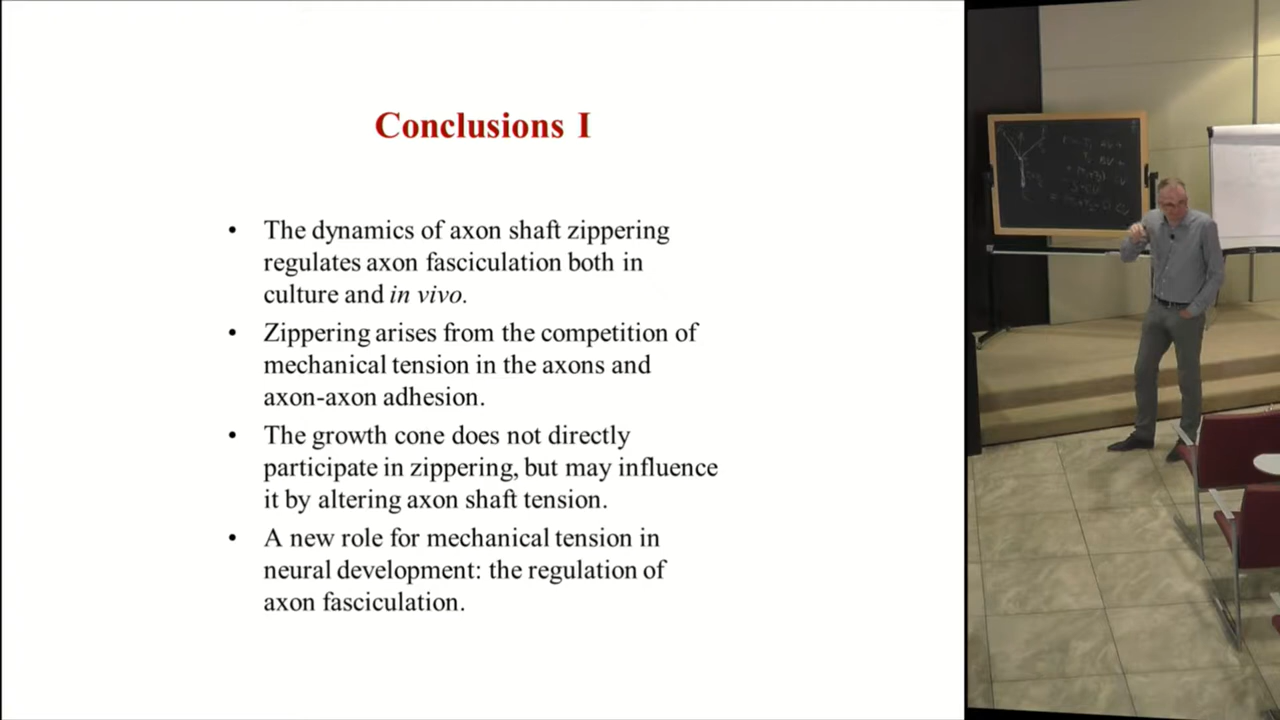 Conclusions I
• The dynamics of axon shaft zippering
regulates axon fasciculation both in
culture and in vivo.
• Zippering arises from the competition of
mechanical tension in the axons and
axon-axon adhesion.
• The growth cone does not directly
participate in zippering, but may influence
it by altering axon shaft tension.
• A new role for mechanical tension in
neural development: the regulation of
axon fasciculation.